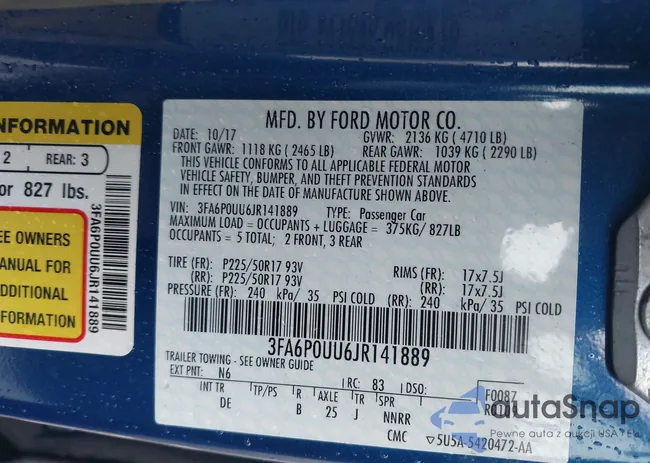 NFORMATION
2 REAR: 3
or 827 lbs.
EE OWNERS
ANUAL FOR
DDITIONAL
FORMATION
3FA6P0UU6JR141889
MFD. BY FORD MOTOR CO.
DATE: 10/17 GVWR: 2136 KG ( 4710 LB)
FRONT GAWR: 1118 KG ( 2465 LB) REAR GAWR: 1039 KG ( 2290 LB)
THIS VEHICLE CONFORMS TO ALL APPLICABLE FEDERAL MOTOR
VEHICLE SAFETY, BUMPER, AND THEFT PREVENTION STANDARDS
IN EFFECT ON THE DATE OF MANUFACTURE SHOWN ABOVE.
VIN: 3FA6P0UU6JR141889 TYPE: Passenger Car
MAXIMUM LOAD = OCCUPANTS + LUGGAGE = 375KG/ 827LB
OCCUPANTS = 5 TOTAL; 2 FRONT, 3 REAR
TIRE (FR): P225/50R17 93V RIMS (FR): 17x7.5J
(RR): P225/50R17 93V (RR): 17x7.5J
PRESSURE (FR): 240 kPa/ 35 PSI COLD (RR): 240 kPa/ 35 PSI COLD
3FA6P0UU6JR141889
TRAILER TOWING - SEE OWNER GUIDE
EXT PNT: N6 RC: 83 DSO: F0087
INT TR TP/PS R AXLE TR SPR
DE B 25 J NNRR
CMC 5U5A-5420472-AA
autoSnap
Pewne auta z aukcji USA i EU